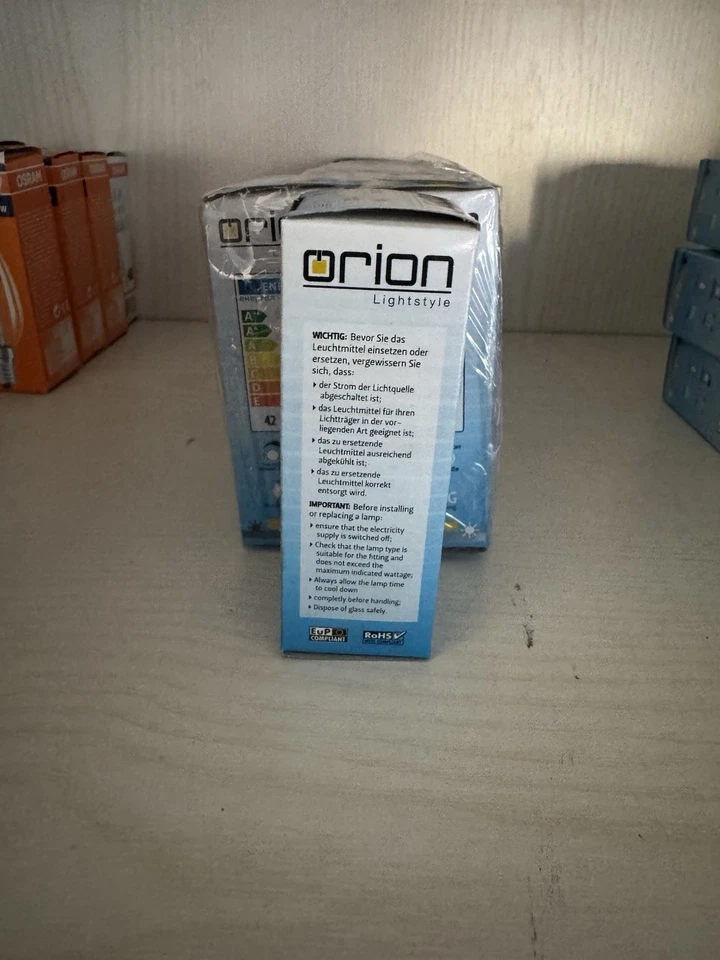 orion
Lightstyle
WICHTIG: Bevor Sie das
Leuchtmittel einsetzen oder
ersetzen, vergewissern Sie
sich, dass:
der Strom der Lichtquelle
abgeschaltet ist;
das Leuchtmittel für Ihren
Lichtträger in der vor-
liegenden Art geeignet ist;
das zu ersetzende
Leuchtmittel ausreichend
abgekühlt ist;
das zu ersetzende
Leuchtmittel korrekt
entsorgt wird.
IMPORTANT: Before installing
or replacing a lamp:
ensure that the electricity
supply is switched off;
Check that the lamp type is
suitable for the fitting and
does not exceed the
maximum indicated wattage;
Always allow the lamp time
to cool down
completly before handling;
Dispose of glass safely.
EuP
COMPLIANT
RoHS
OSRAM
OSRAM
ori
A
D
E
42
G